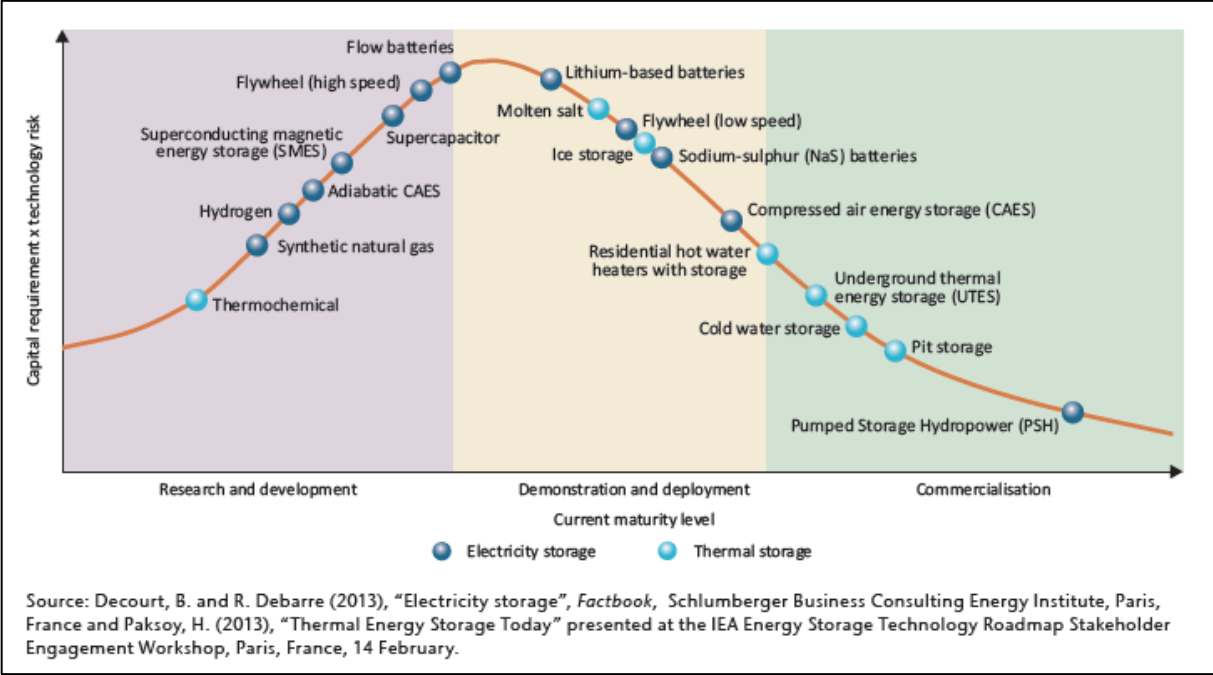 Capital requirement x technology risk
Flow batteries
Flywheel (high speed)
Supercapacitor
Superconducting magnetic
energy storage (SMES)
Adiabatic CAES
Hydrogen
Synthetic natural gas
Thermochemical
Lithium-based batteries
Molten salt
Flywheel (low speed)
Ice storage
Sodium-sulphur (NaS) batteries
Compressed air energy storage (CAES)
Residential hot water
heaters with storage
Underground thermal
energy storage (UTES)
Cold water storage
Pit storage
Pumped Storage Hydropower (PSH)
Research and development
Demonstration and deployment
Commercialisation
Current maturity level
Electricity storage
Thermal storage
Source: Decourt, B. and R. Debarre (2013), “Electricity storage”, Factbook, Schlumberger Business Consulting Energy Institute, Paris,
France and Paksoy, H. (2013), “Thermal Energy Storage Today” presented at the IEA Energy Storage Technology Roadmap Stakeholder
Engagement Workshop, Paris, France, 14 February.